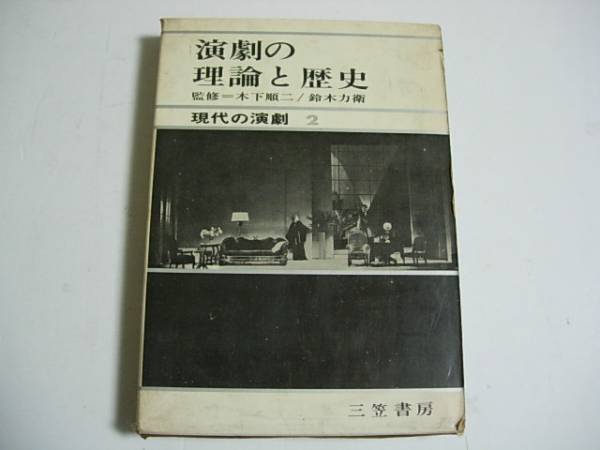 演劇の
理論と歴史
監修=木下順二/鈴木力衛
現代の演劇 2
三笠書房